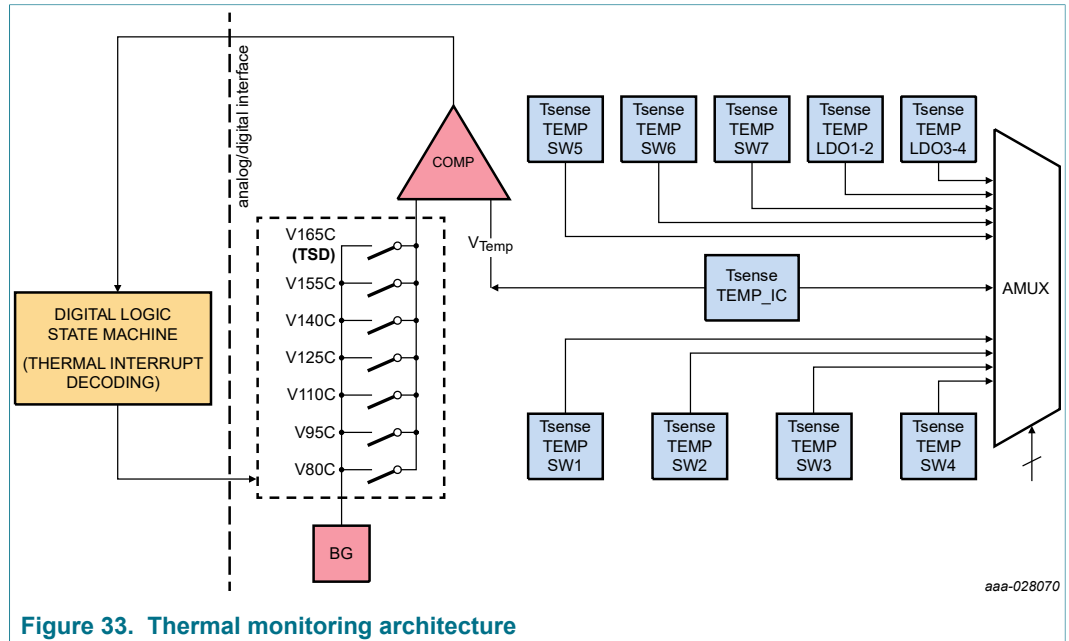 analog/digital interface
COMP
V165C
(TSD)
V155C
V140C
V125C
V110C
V95C
V80C
BG
DIGITAL LOGIC
STATE MACHINE
(THERMAL INTERRUPT
DECODING)
VTemp
Tsense
TEMP
SW5
Tsense
TEMP
SW6
Tsense
TEMP
SW7
Tsense
TEMP
LDO1-2
Tsense
TEMP
LDO3-4
Tsense
TEMP_IC
AMUX
Tsense
TEMP
SW1
Tsense
TEMP
SW2
Tsense
TEMP
SW3
Tsense
TEMP
SW4
aaa-028070
Figure 33. Thermal monitoring architecture